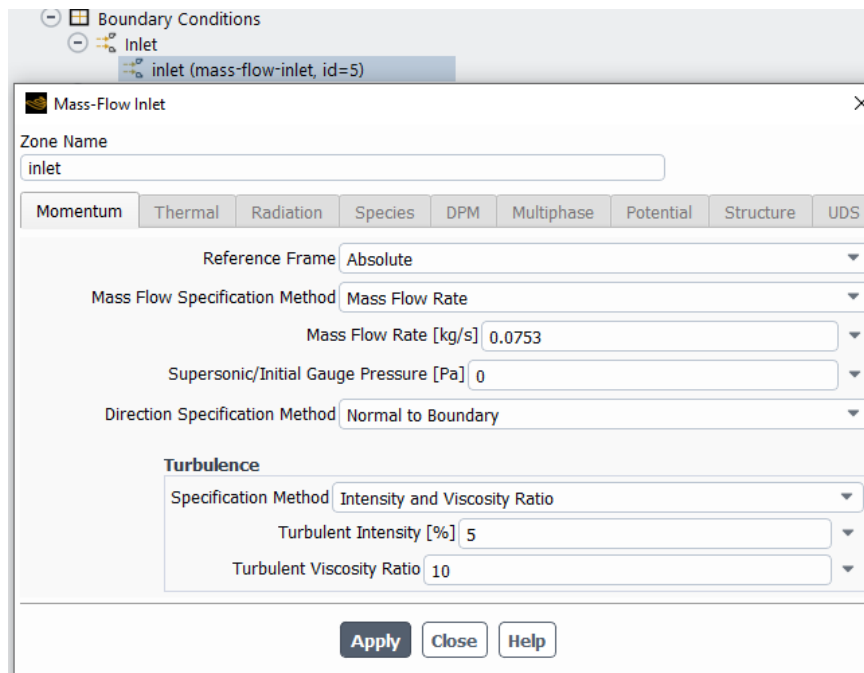 Boundary Conditions
Inlet
inlet (mass-flow-inlet, id=5)
Mass-Flow Inlet
Zone Name
inlet
Momentum Thermal Radiation Species DPM Multiphase Potential Structure UDS
Reference Frame Absolute
Mass Flow Specification Method Mass Flow Rate
Mass Flow Rate [kg/s] 0.0753
Supersonic/Initial Gauge Pressure [Pa] 0
Direction Specification Method Normal to Boundary
Turbulence
Specification Method Intensity and Viscosity Ratio
Turbulent Intensity [%] 5
Turbulent Viscosity Ratio 10
Apply Close Help